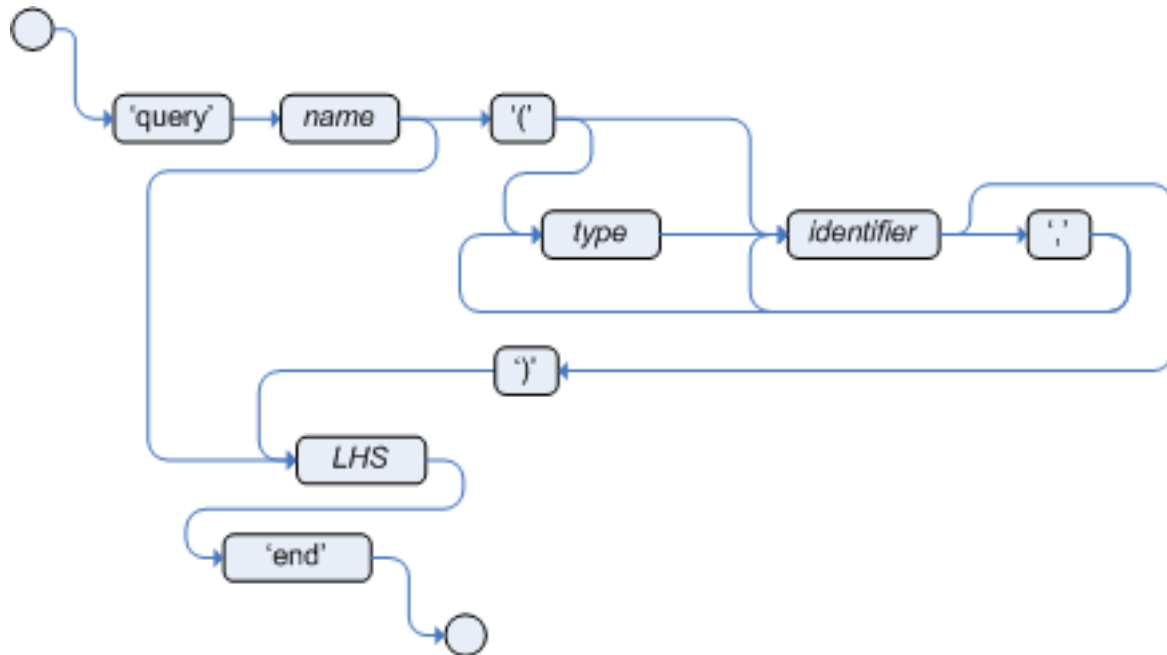 ‘query’ name '('
type identifier ‘,’
‘)’
LHS
‘end’